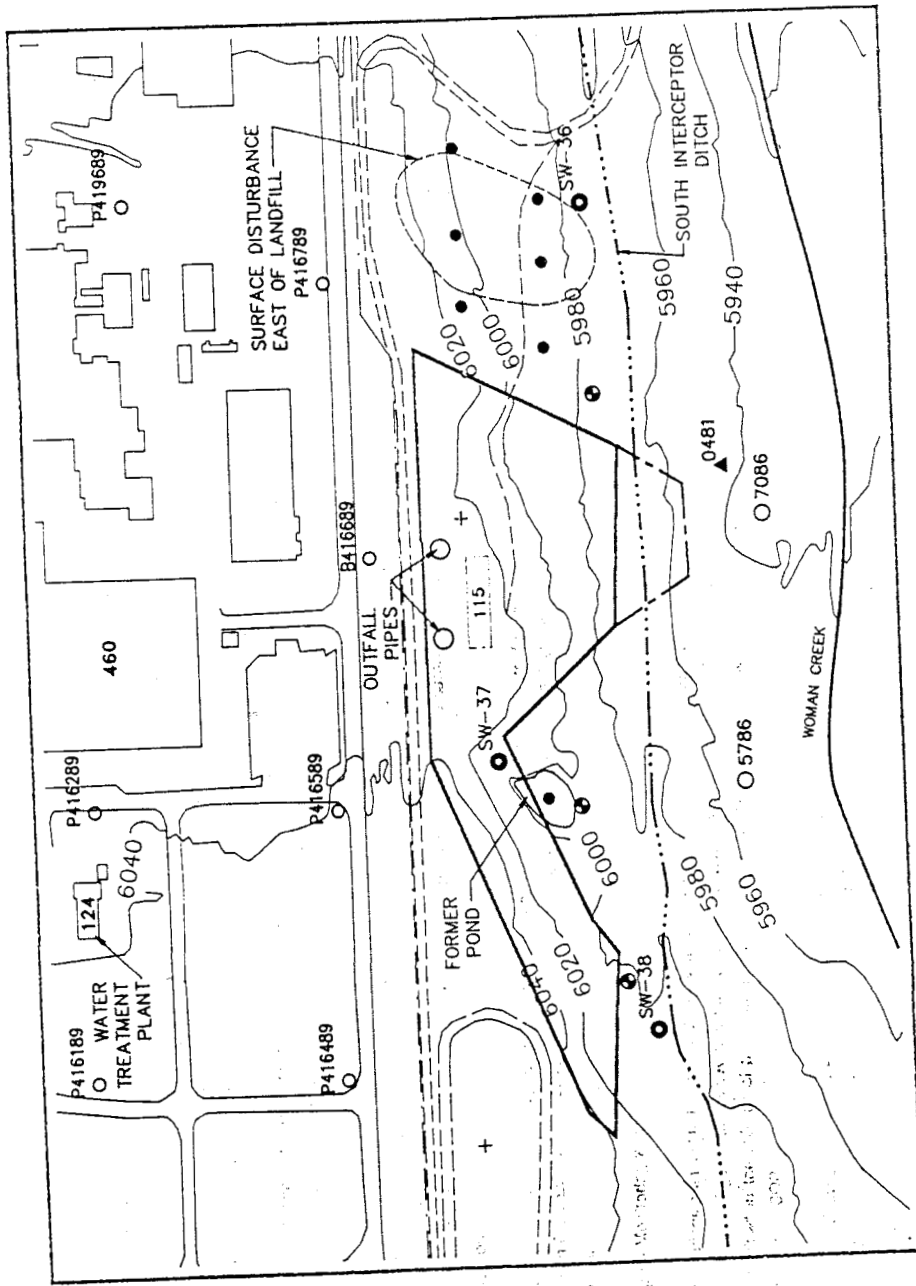 P416189
WATER
TREATMENT
PLANT
124
6040
P416289
460
P419689
SURFACE DISTURBANCE
EAST OF LANDFILL
P416789
P416489
P416589
B416689
OUTFALL
PIPES
115
SW-37
FORMER
POND
6040
6020
6000
SW-38
6020
6000
5980
SW-36
SOUTH INTERCEPTOR
DITCH
5960
5940
0481
7086
5786
5980
5960
WOMAN CREEK